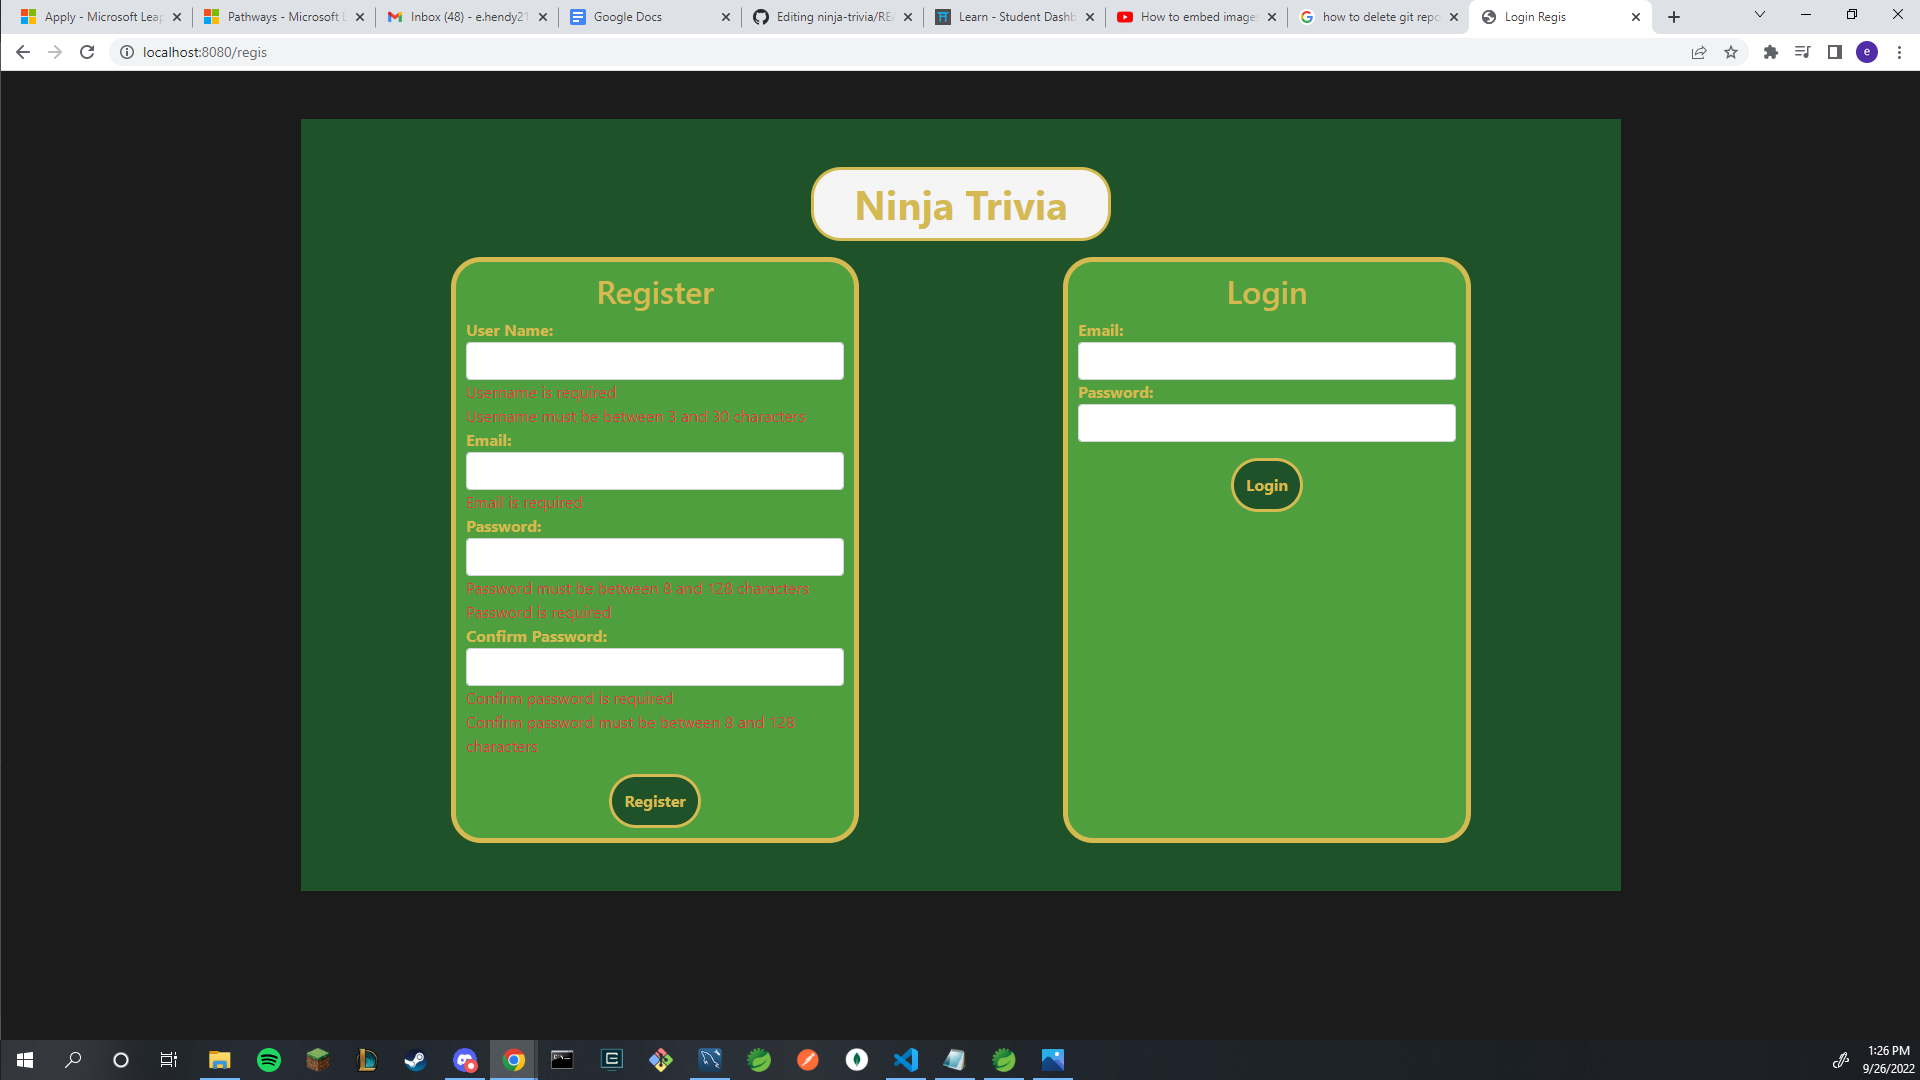 Apply - Microsoft Leap
Pathways - Microsoft L
Inbox (48) - e.hendy21
Google Docs
Editing ninja-trivia/REA
Learn - Student Dashb
How to embed images
how to delete git repo
Login Regis
localhost:8080/regis
e
Ninja Trivia
Register
User Name:
Username is required
Username must be between 3 and 30 characters
Email:
Email is required
Password:
Password must be between 8 and 128 characters
Password is required
Confirm Password:
Confirm password is required
Confirm password must be between 8 and 128
characters
Register
Login
Email:
Password:
Login
1:26 PM
9/26/2022